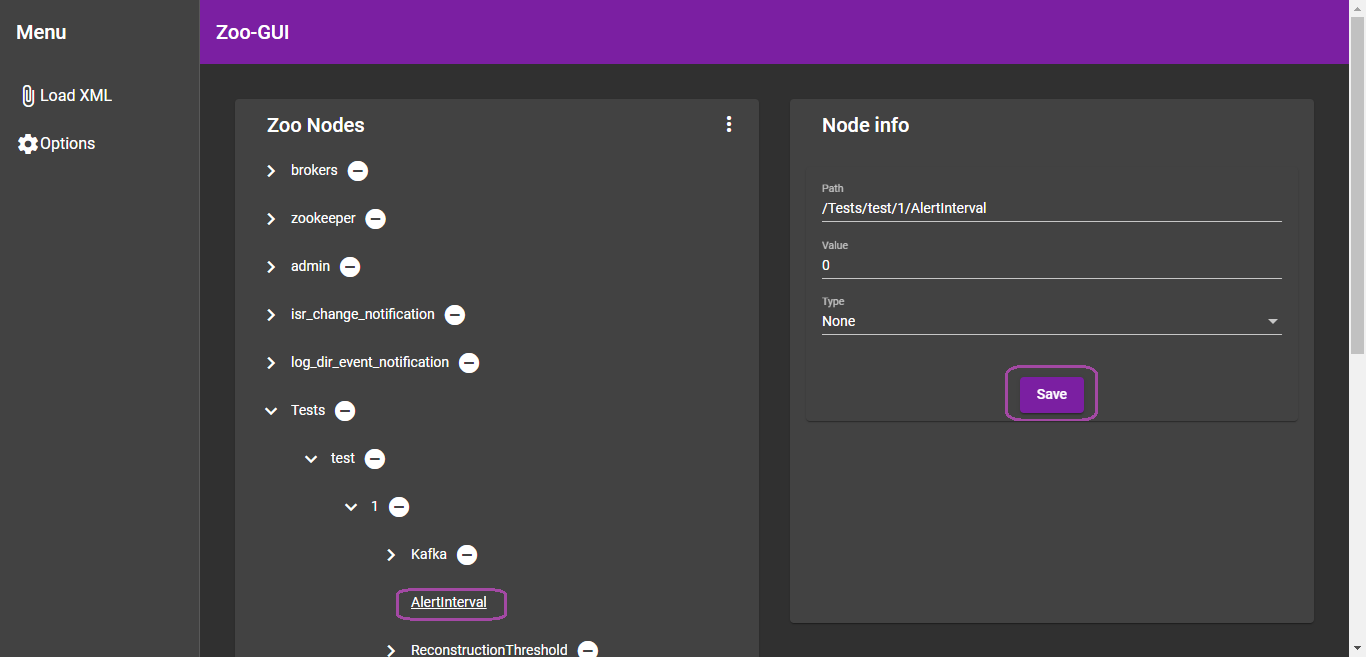 Menu
Load XML
Options
Zoo-GUI
Zoo Nodes
brokers
zookeeper
admin
isr_change_notification
log_dir_event_notification
Tests
test
1
Kafka
AlertInterval
ReconstructionThreshold
Node info
Path
/Tests/test/1/AlertInterval
Value
0
Type
None
Save